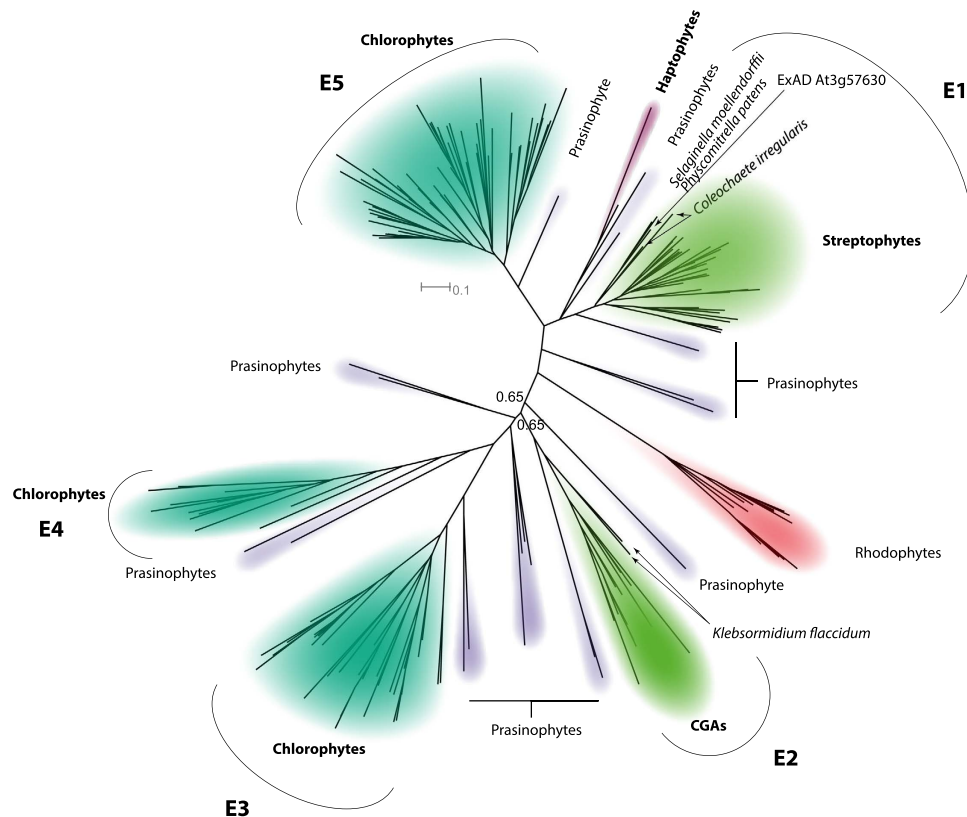 Chlorophytes
E5
Prasinophyte
Haptophytes
Prasinophytes
Selaginella moellendorffii
Physcomitrella patens
ExAD At3g57630
E1
Coleochaete irregularis
Streptophytes
0.1
Prasinophytes
Prasinophytes
0.65
0.65
Chlorophytes
E4
Prasinophytes
Rhodophytes
Prasinophyte
Klebsormidium flaccidum
Prasinophytes
CGAs
E2
Chlorophytes
E3